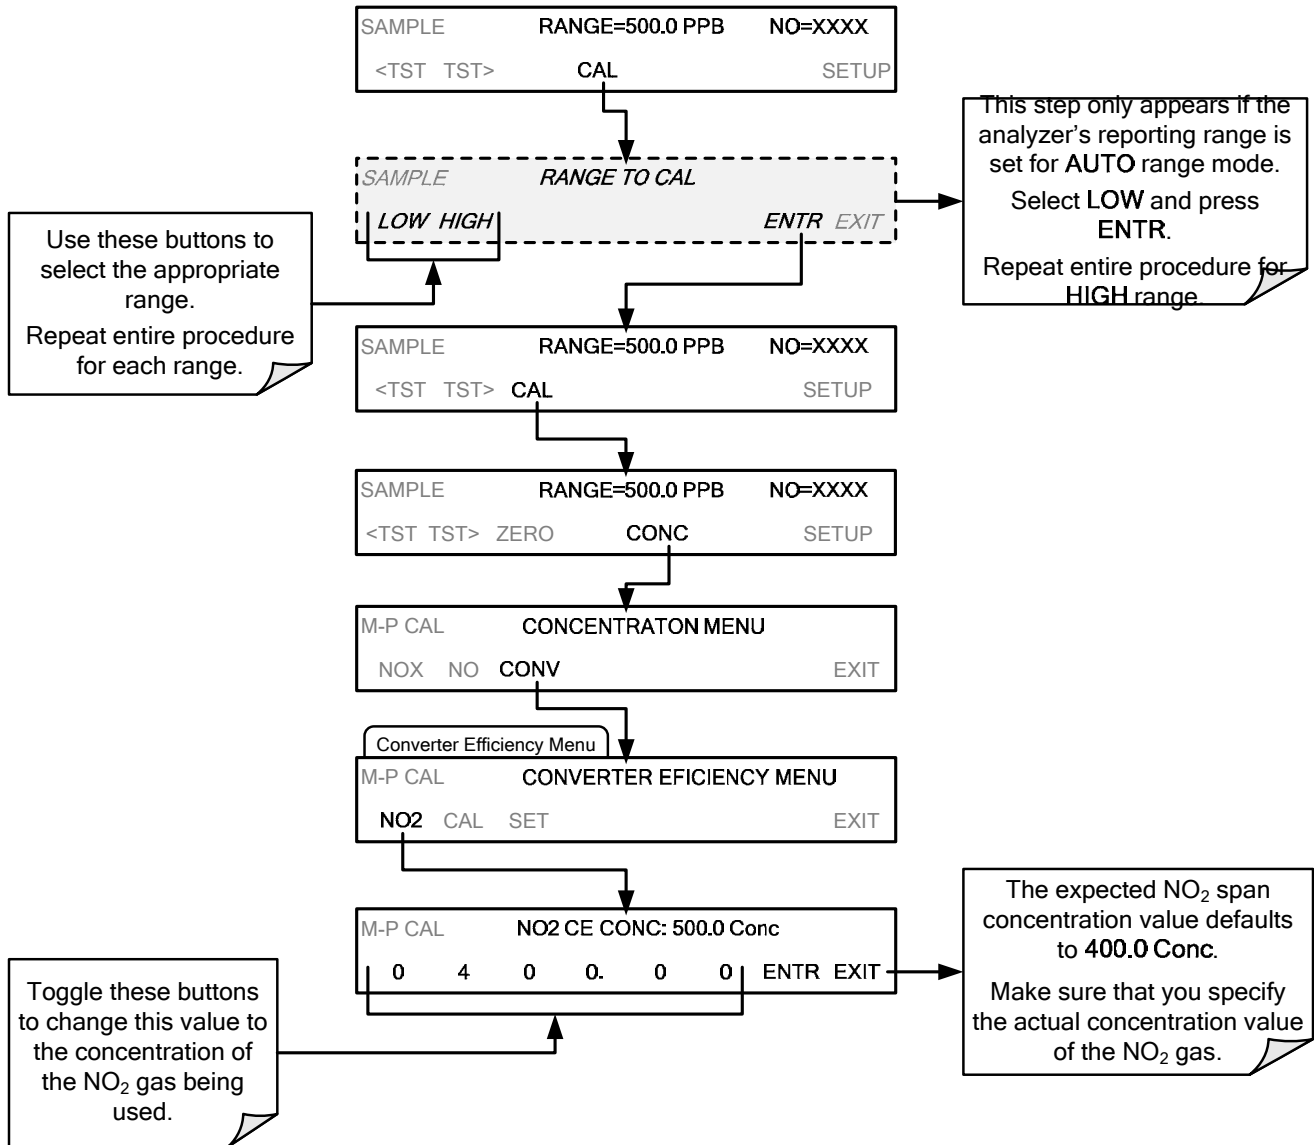 SAMPLE RANGE=500.0 PPB NO=XXXX
<TST TST> CAL SETUP
This step only appears if the
analyzer's reporting range is
set for AUTO range mode.
Select LOW and press
ENTR.
Repeat entire procedure for
HIGH range.
SAMPLE RANGE TO CAL
LOW HIGH ENTR EXIT
Use these buttons to
select the appropriate
range.
Repeat entire procedure
for each range.
SAMPLE RANGE=500.0 PPB NO=XXXX
<TST TST> CAL SETUP
SAMPLE RANGE=500.0 PPB NO=XXXX
<TST TST> ZERO CONC SETUP
M-P CAL CONCENTRATON MENU
NOX NO CONV EXIT
Converter Efficiency Menu
M-P CAL CONVERTER EFICIENCY MENU
NO2 CAL SET EXIT
M-P CAL NO2 CE CONC: 500.0 Conc
0 4 0 0. 0 0 ENTR EXIT
The expected NO₂ span
concentration value defaults
to 400.0 Conc.
Make sure that you specify
the actual concentration value
of the NO₂ gas.
Toggle these buttons
to change this value to
the concentration of
the NO₂ gas being
used.